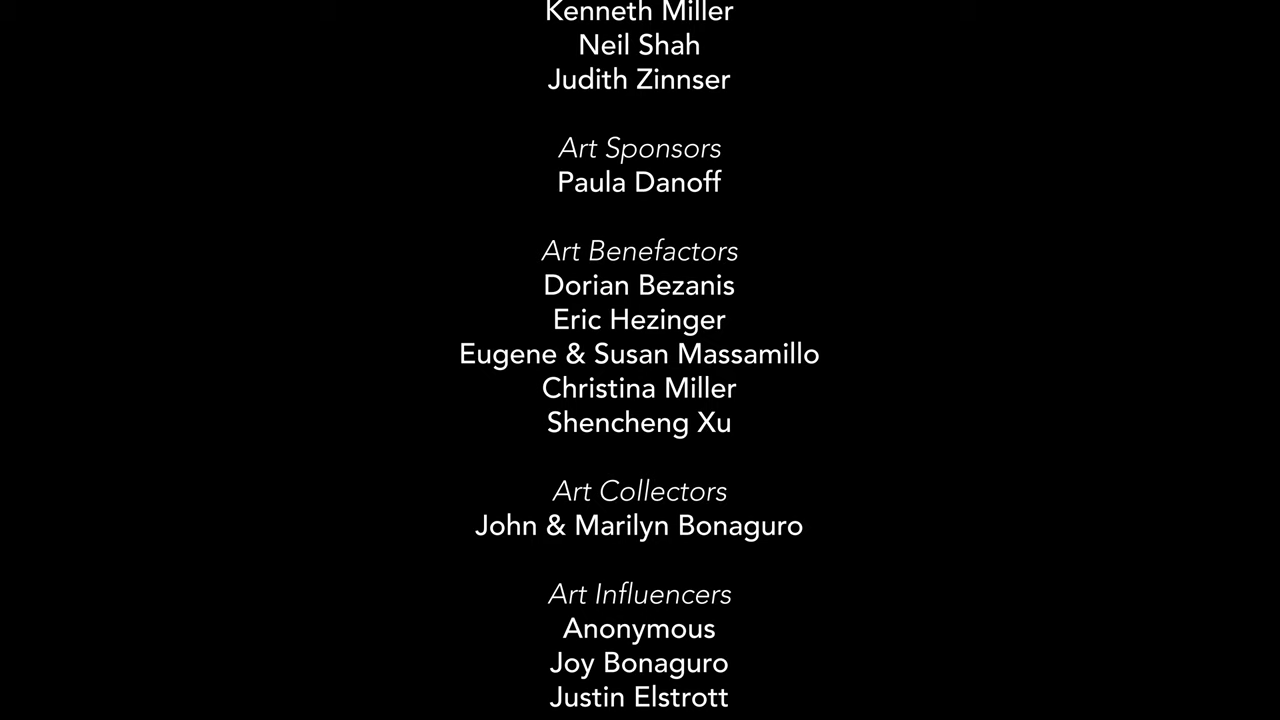 Kenneth Miller
Neil Shah
Judith Zinnser
Art Sponsors
Paula Danoff
Art Benefactors
Dorian Bezanis
Eric Hezinger
Eugene & Susan Massamillo
Christina Miller
Shencheng Xu
Art Collectors
John & Marilyn Bonaguro
Art Influencers
Anonymous
Joy Bonaguro
Justin Elstrott